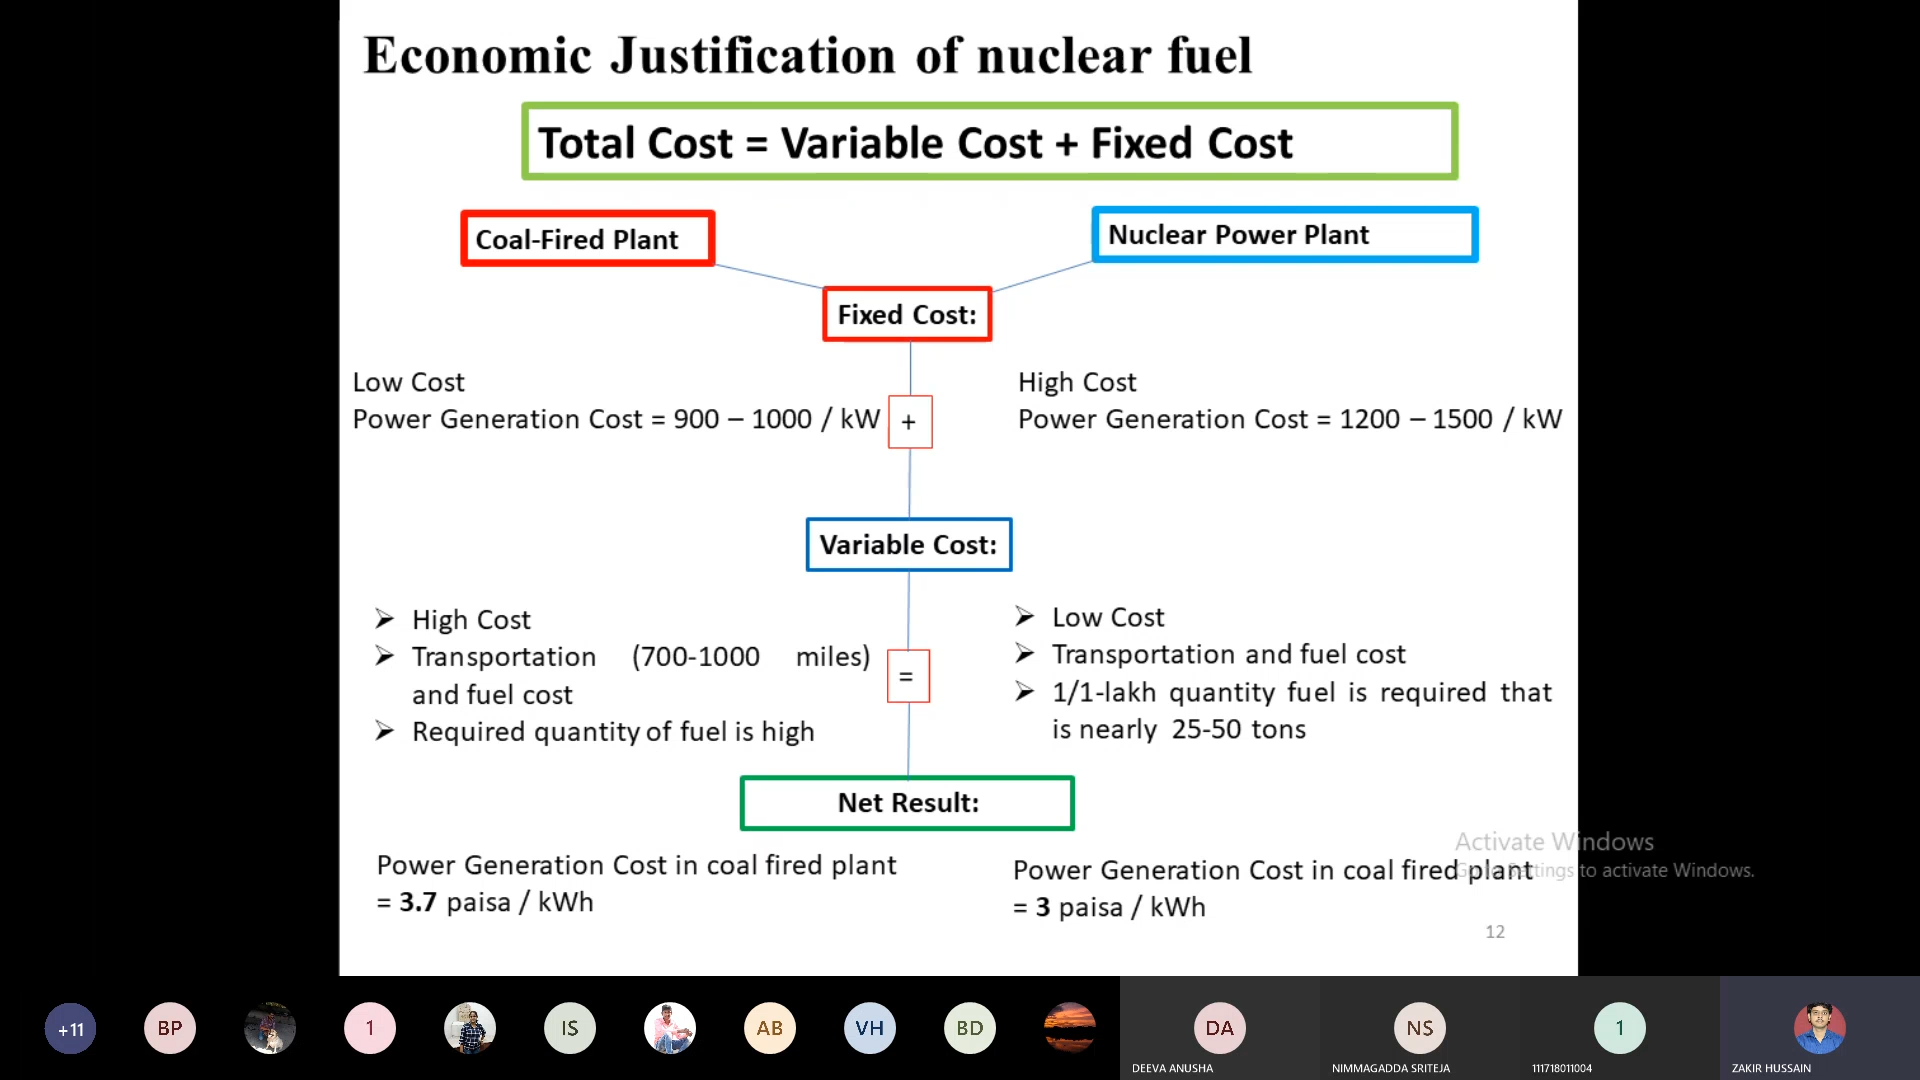 Economic Justification of nuclear fuel
Total Cost = Variable Cost + Fixed Cost
Coal-Fired Plant
Nuclear Power Plant
Fixed Cost:
Low Cost
Power Generation Cost = 900 – 1000 / kW
+
High Cost
Power Generation Cost = 1200 – 1500 / kW
Variable Cost:
➢ High Cost
➢ Transportation (700-1000 miles)
and fuel cost
➢ Required quantity of fuel is high
=
➢ Low Cost
➢ Transportation and fuel cost
➢ 1/1-lakh quantity fuel is required that
is nearly 25-50 tons
Net Result:
Power Generation Cost in coal fired plant
= 3.7 paisa / kWh
Power Generation Cost in coal fired plant
= 3 paisa / kWh
Activate Windows
Go to Settings to activate Windows.
12
+11
BP
1
IS
AB
VH
BD
DA
NS
1
DEEVA ANUSHA
NIMMAGADDA SRITEJA
111718011004
ZAKIR HUSSAIN